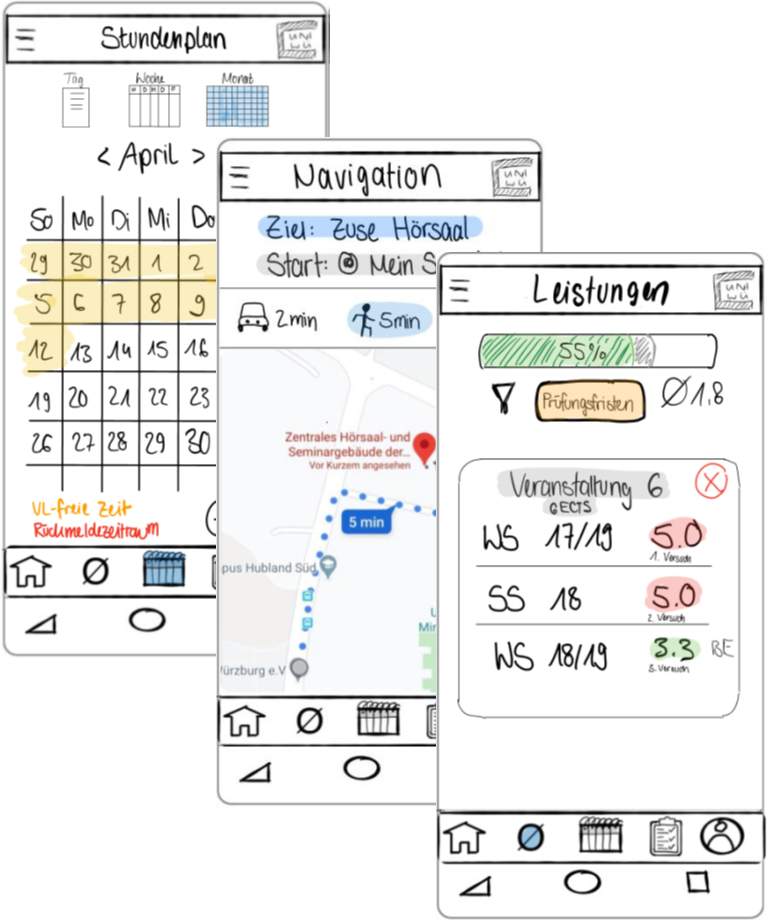 Stundenplan
UNI
WÜ
Tag
Woche
Monat
M D M D F
< April >
So Mo Di Mi Do
29 30 31 1 2
5 6 7 8 9
12 13 14 15 16
19 20 21 22 23
26 27 28 29 30
VL-freie Zeit
Rückmeldezeitraum
Navigation
UNI
WÜ
Ziel: Zuse Hörsaal
Start: Mein S
2min
5min
Zentrales Hörsaal- und
Seminargebäude der...
Vor Kurzem angesehen
5 min
pus Hubland Süd
ürzburg e.V
Leistungen
UNI
WÜ
55%
Prüfungsfristen
Ø1,8
Veranstaltung 6
6ECTS
WS 17/19 5.0
1. Versuch
SS 18 5.0
2. Versuch
WS 18/19 3.3 BE
3. Versuch